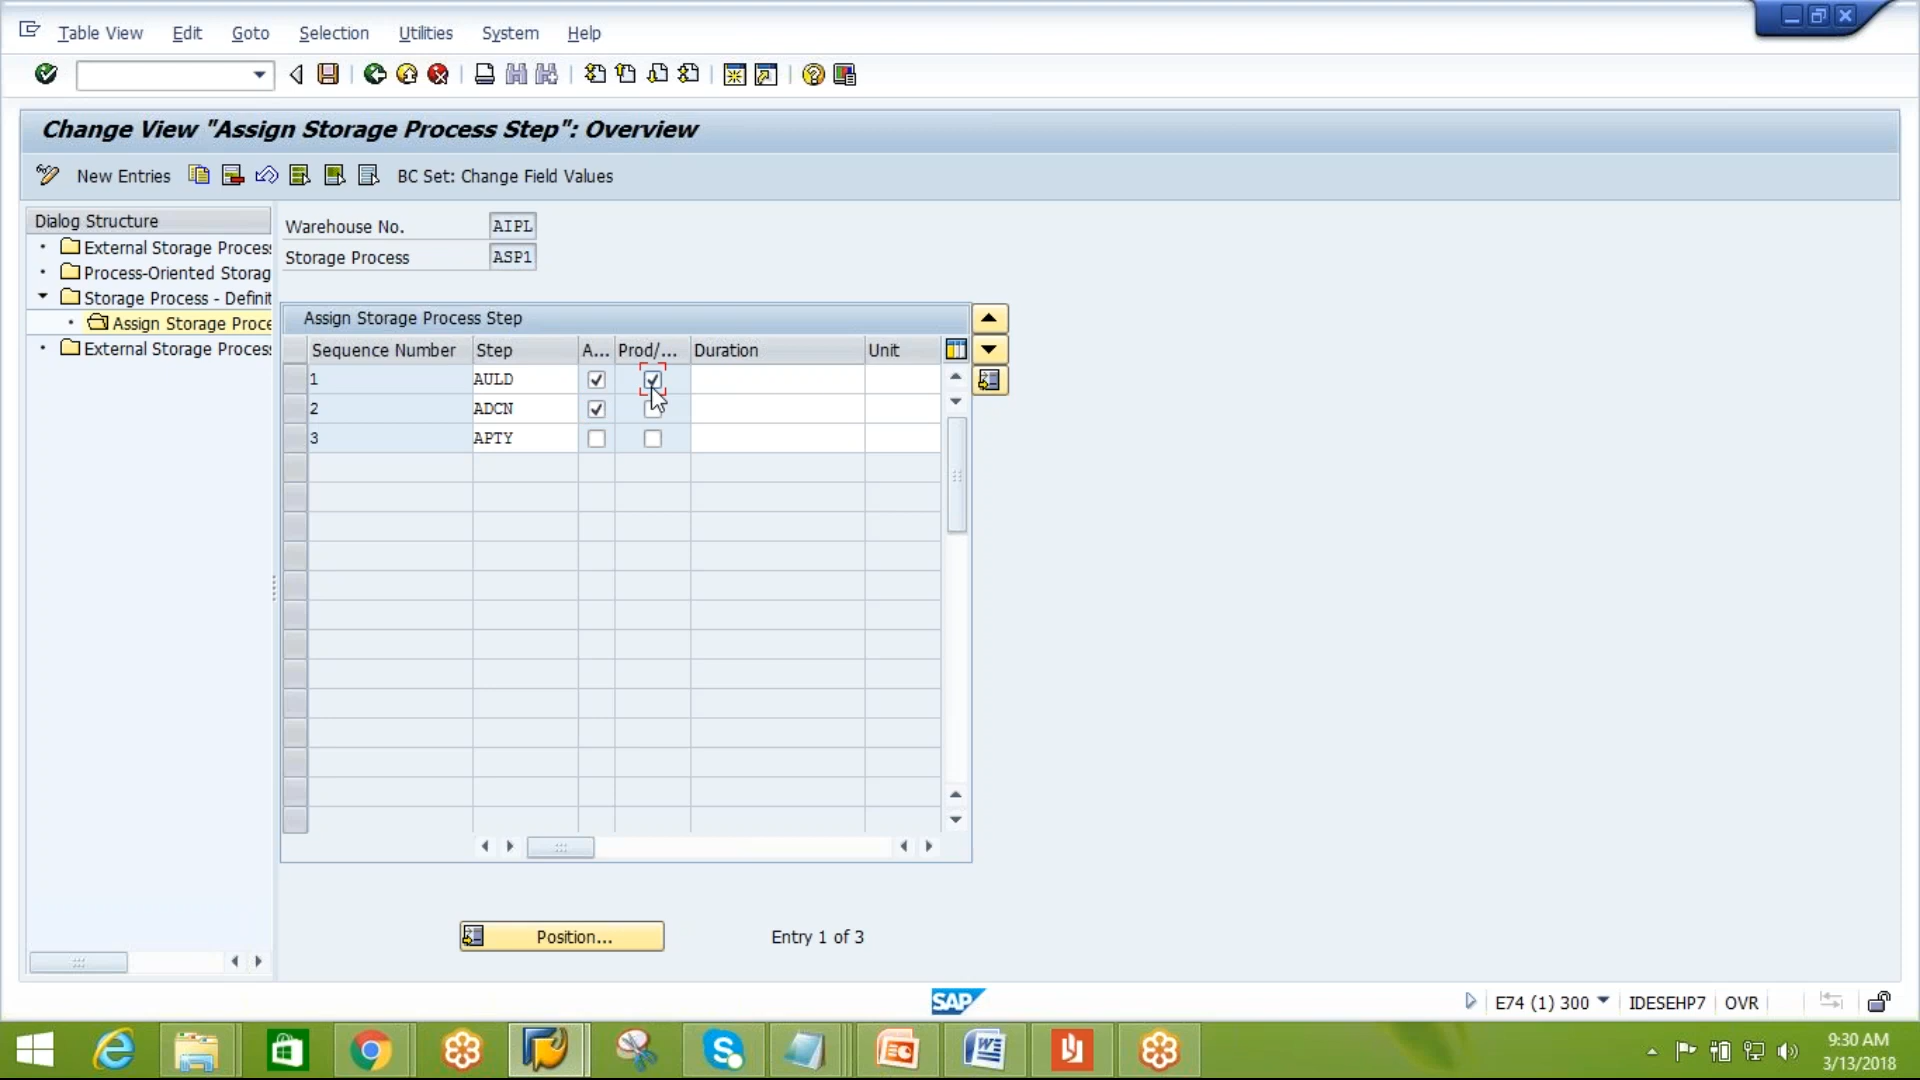 Table View Edit Goto Selection Utilities System Help
Change View "Assign Storage Process Step": Overview
New Entries BC Set: Change Field Values
Dialog Structure
External Storage Process
Process-Oriented Storag
Storage Process - Definit
Assign Storage Proce
External Storage Process
Warehouse No. AIPL
Storage Process ASP1
Assign Storage Process Step
Sequence Number Step A... Prod/... Duration Unit
1 AULD
2 ADCN
3 APTY
Position... Entry 1 of 3
SAP
E74 (1) 300 IDESEHP7 OVR
9:30 AM
3/13/2018